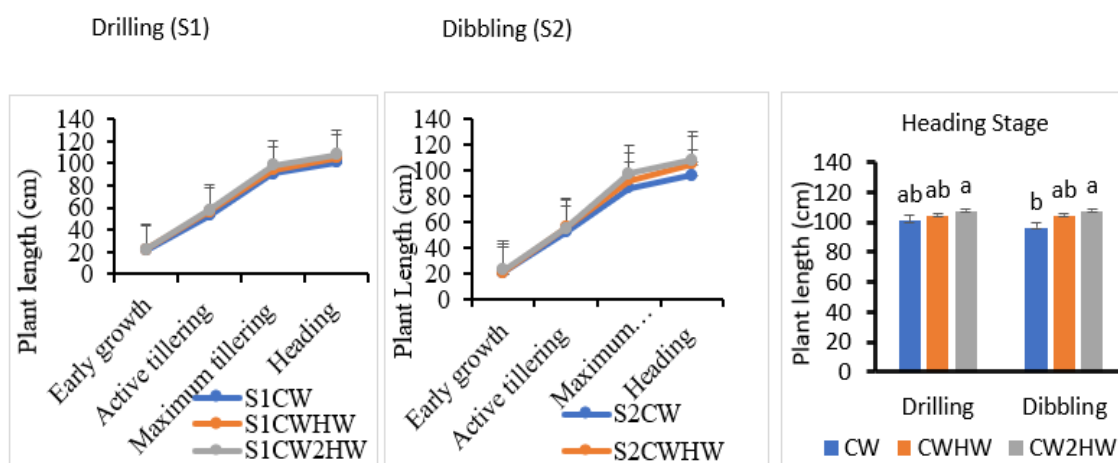 Drilling (S1)
Dibbling (S2)
Plant length (cm)
140
120
100
80
60
40
20
0
Early growth
Active tillering
Maximum tillering
Heading
S1CW
S1CWHW
S1CW2HW
Plant Length (cm)
140
120
100
80
60
40
20
0
Early growth
Active tillering
Maximum…
Heading
S2CW
S2CWHW
Heading Stage
Plant length (cm)
140
120
100
80
60
40
20
0
ab ab a b ab a
Drilling Dibbling
CW CWHW CW2HW